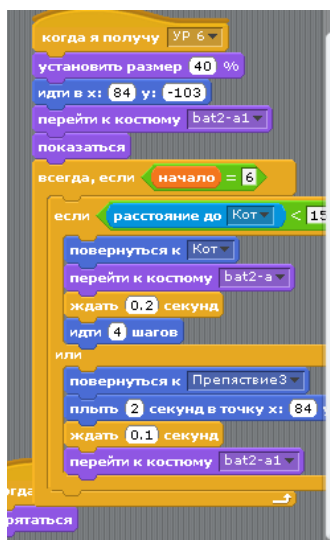 когда я получу УР 6
установить размер 40 %
идти в x: 84 y: -103
перейти к костюму bat2-a1
показаться
всегда, если начало = 6
если расстояние до Кот < 15
повернуться к Кот
перейти к костюму bat2-a
ждать 0.2 секунд
идти 4 шагов
или
повернуться к Препаствие3
плыть 2 секунд в точку x: 84
ждать 0.1 секунд
перейти к костюму bat2-a1